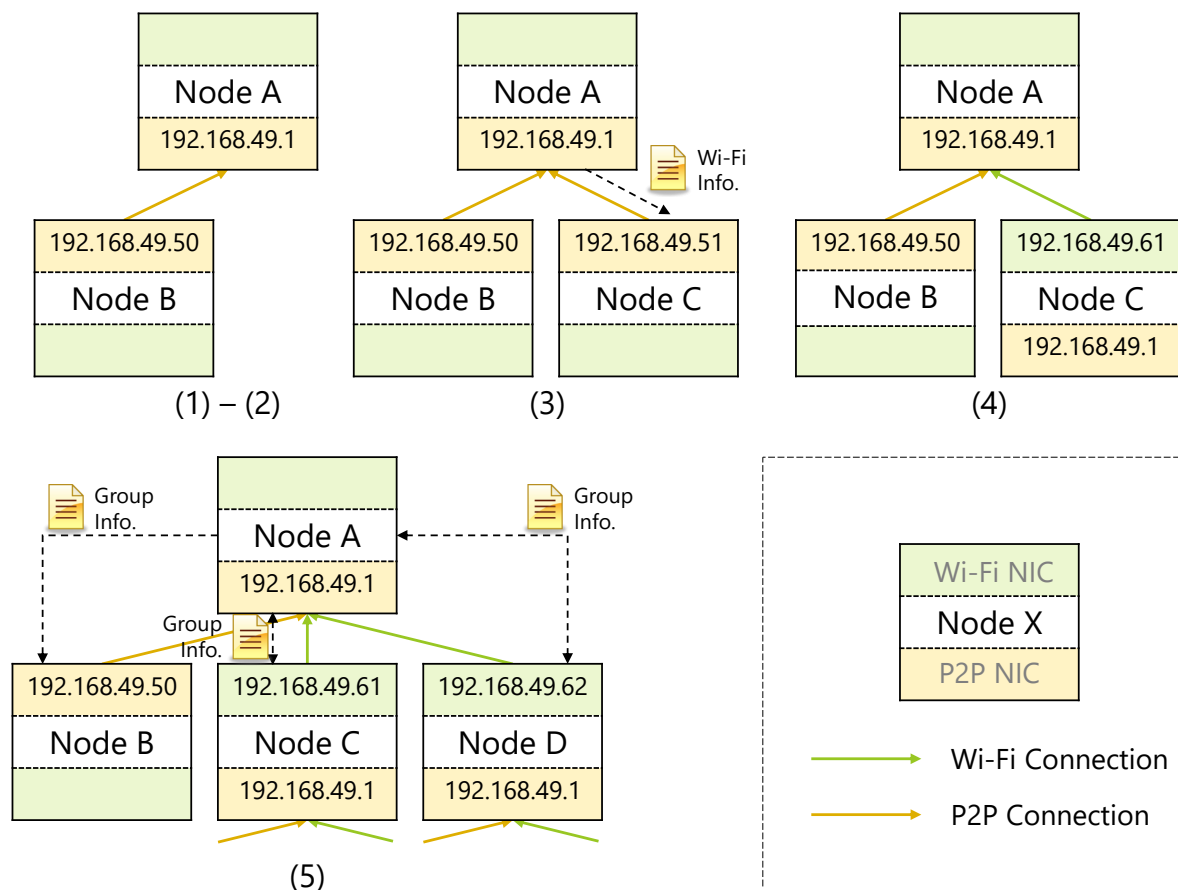 Node A
192.168.49.1
192.168.49.50
Node B
(1) – (2)
Node A
192.168.49.1
Wi-Fi
Info.
192.168.49.50
Node B
192.168.49.51
Node C
(3)
Node A
192.168.49.1
192.168.49.50
Node B
192.168.49.61
Node C
192.168.49.1
(4)
Group
Info.
Group
Info.
Node A
192.168.49.1
Group
Info.
192.168.49.50
Node B
192.168.49.61
Node C
192.168.49.1
192.168.49.62
Node D
192.168.49.1
(5)
Wi-Fi NIC
Node X
P2P NIC
Wi-Fi Connection
P2P Connection